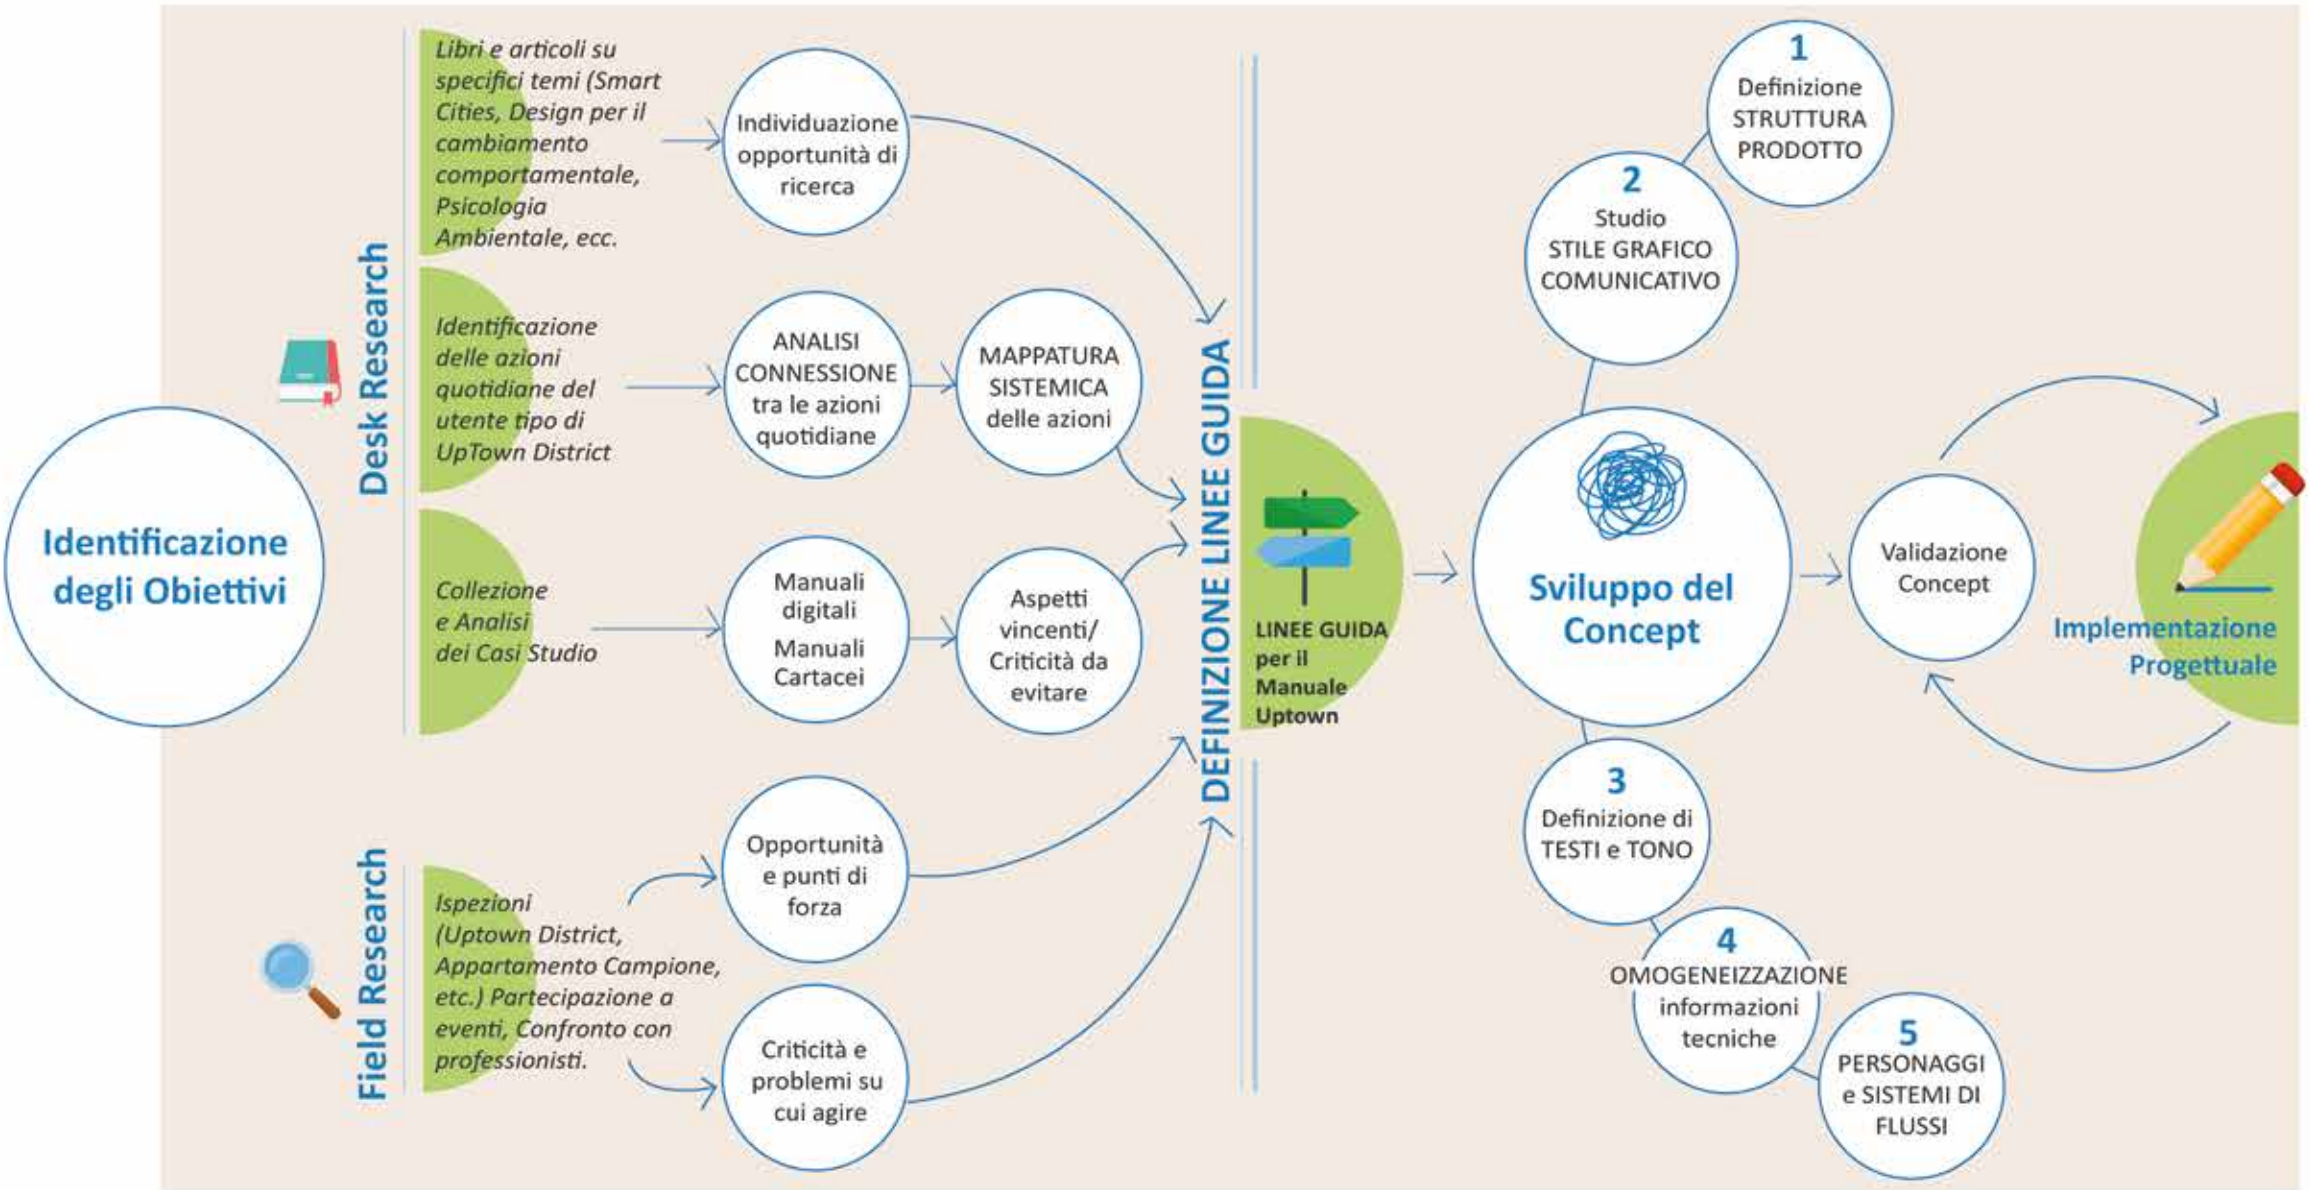 Identificazione
degli Obiettivi
Desk Research
Libri e articoli su
specifici temi (Smart
Cities, Design per il
cambiamento
comportamentale,
Psicologia
Ambientale, ecc.
Individuazione
opportunità di
ricerca
Identificazione
delle azioni
quotidiane del
utente tipo di
UpTown District
ANALISI
CONNESSIONE
tra le azioni
quotidiane
MAPPATURA
SISTEMICA
delle azioni
Collezione
e Analisi
dei Casi Studio
Manuali
digitali
Manuali
Cartacei
Aspetti
vincenti/
Criticità da
evitare
Field Research
Ispezioni
(Uptown District,
Appartamento Campione,
etc.) Partecipazione a
eventi, Confronto con
professionisti.
Opportunità
e punti di
forza
Criticità e
problemi su
cui agire
DEFINIZIONE LINEE GUIDA
LINEE GUIDA
per il
Manuale
Uptown
Sviluppo del
Concept
1
Definizione
STRUTTURA
PRODOTTO
2
Studio
STILE GRAFICO
COMUNICATIVO
3
Definizione di
TESTI e TONO
4
OMOGENEIZZAZIONE
informazioni
tecniche
5
PERSONAGGI
e SISTEMI DI
FLUSSI
Validazione
Concept
Implementazione
Progettuale